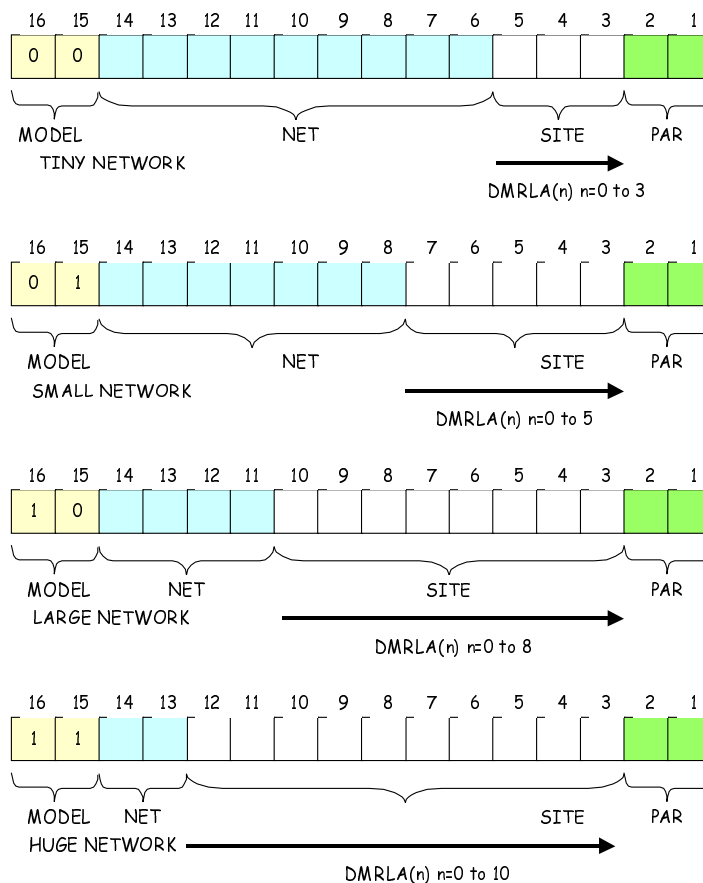 16 15 14 13 12 11 10 9 8 7 6 5 4 3 2 1
0 0
MODEL NET SITE PAR
TINY NETWORK
DMRLA(n) n=0 to 3
16 15 14 13 12 11 10 9 8 7 6 5 4 3 2 1
0 1
MODEL NET SITE PAR
SMALL NETWORK
DMRLA(n) n=0 to 5
16 15 14 13 12 11 10 9 8 7 6 5 4 3 2 1
1 0
MODEL NET SITE PAR
LARGE NETWORK
DMRLA(n) n=0 to 8
16 15 14 13 12 11 10 9 8 7 6 5 4 3 2 1
1 1
MODEL NET SITE PAR
HUGE NETWORK
DMRLA(n) n=0 to 10